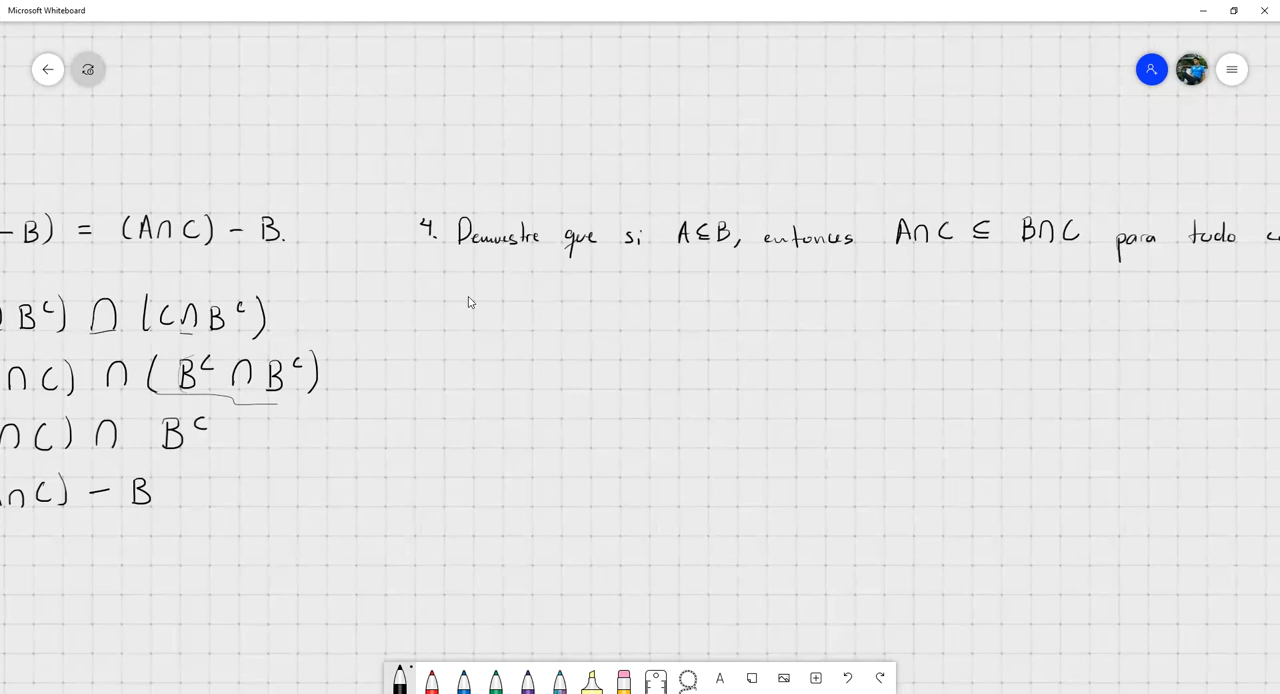 Microsoft Whiteboard
- B) = (A∩C) - B.
B^c) ∩ (C∩B^c)
∩ C) ∩ (B^c ∩ B^c)
∩ C) ∩ B^c
∩ C) - B
4. Demuestre que si A⊆B, entonces A∩C ⊆ B∩C para todo
A